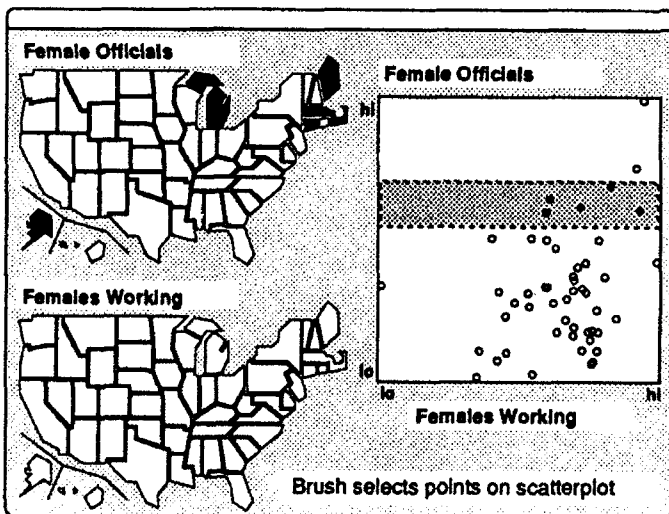 Female Officials
Female Officials
hi
Females Working
lo
lo
hi
Females Working
Brush selects points on scatterplot